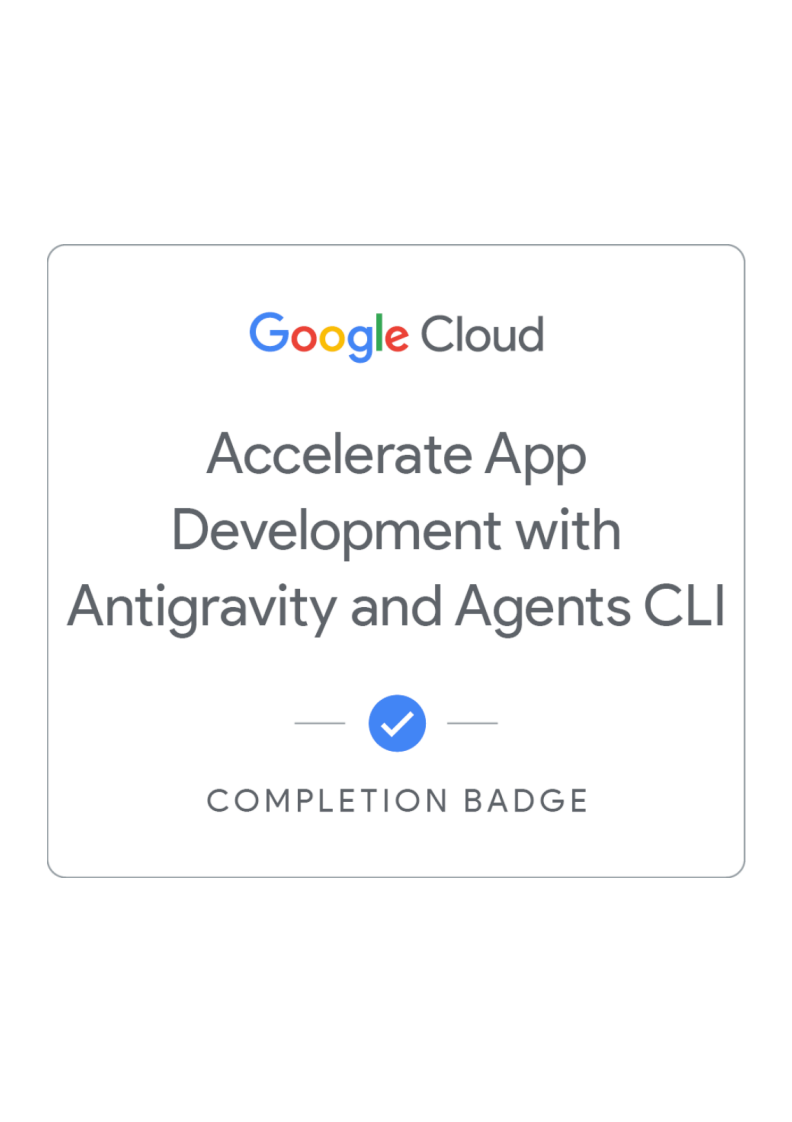 Google Cloud
Accelerate App
Development with
Antigravity and Agents CLI
COMPLETION BADGE